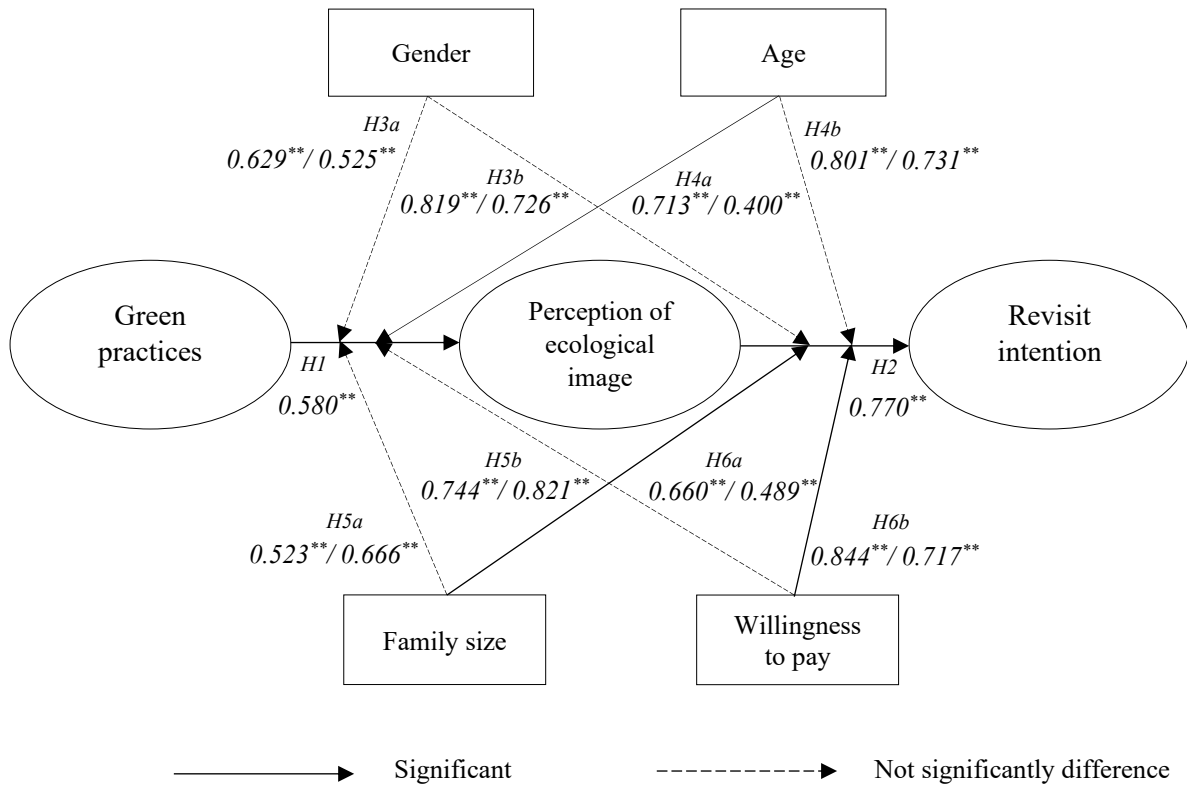 Gender
Age
H3a
0.629**/ 0.525**
H4b
0.801**/ 0.731**
H3b
0.819**/ 0.726**
H4a
0.713**/ 0.400**
Green
practices
Perception of
ecological
image
Revisit
intention
H1
0.580**
H2
0.770**
H5b
0.744**/ 0.821**
H6a
0.660**/ 0.489**
H5a
0.523**/ 0.666**
H6b
0.844**/ 0.717**
Family size
Willingness
to pay
Significant
Not significantly difference